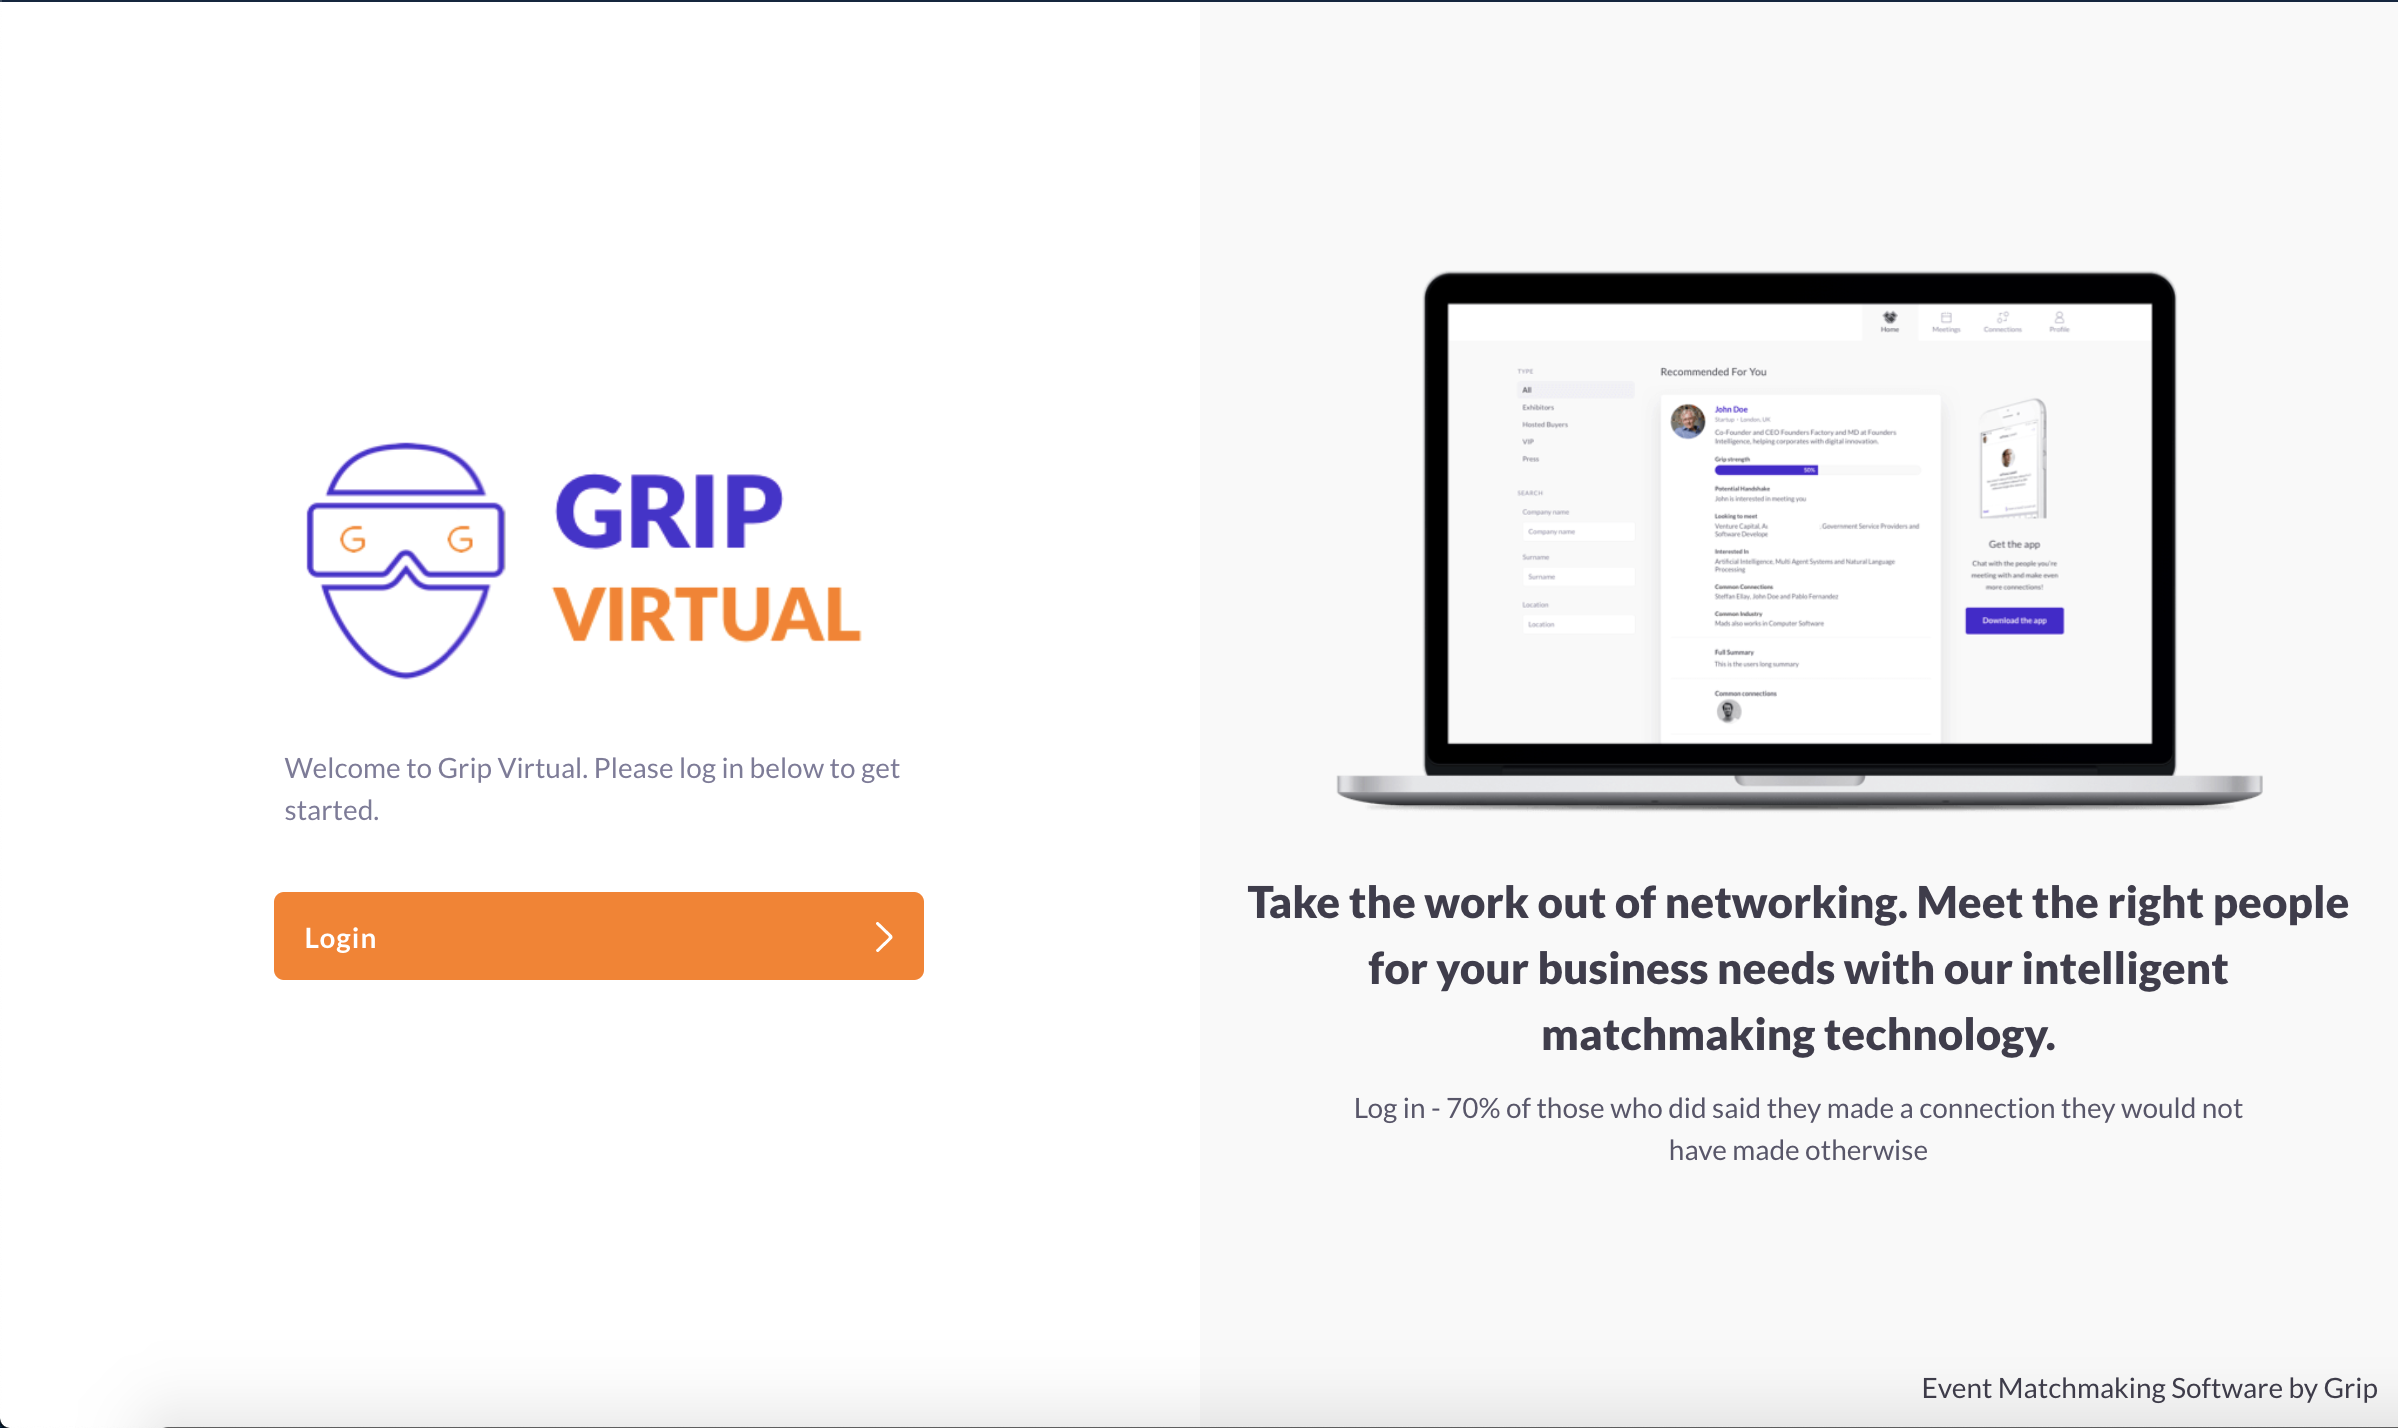 G G
GRIP
VIRTUAL
Welcome to Grip Virtual. Please log in below to get
started.
Login
Home Meetings Connections Profile
TYPE
All
Exhibitors
Hosted Buyers
VIP
Press
SEARCH
Company name
Company name
Surname
Surname
Location
Location
Recommended For You
John Doe
Startup - London, UK
Co-Founder and CEO Founders Factory and MD at Founders
Intelligence, helping corporates with digital innovation.
Grip strength
50%
Potential Handshake
John is interested in meeting you
Looking to meet
Venture Capital, , Government Service Providers and
Software Develope
Interested In
Artificial Intelligence, Multi Agent Systems and Natural Language
Processing
Common Connections
Steffan Ellay, John Doe and Pablo Fernandez
Common Industry
Mads also works in Computer Software
Full Summary
This is the users long summary
Common connections
Get the app
Chat with the people you're
meeting with and make even
more connections!
Download the app
Take the work out of networking. Meet the right people
for your business needs with our intelligent
matchmaking technology.
Log in - 70% of those who did said they made a connection they would not
have made otherwise
Event Matchmaking Software by Grip